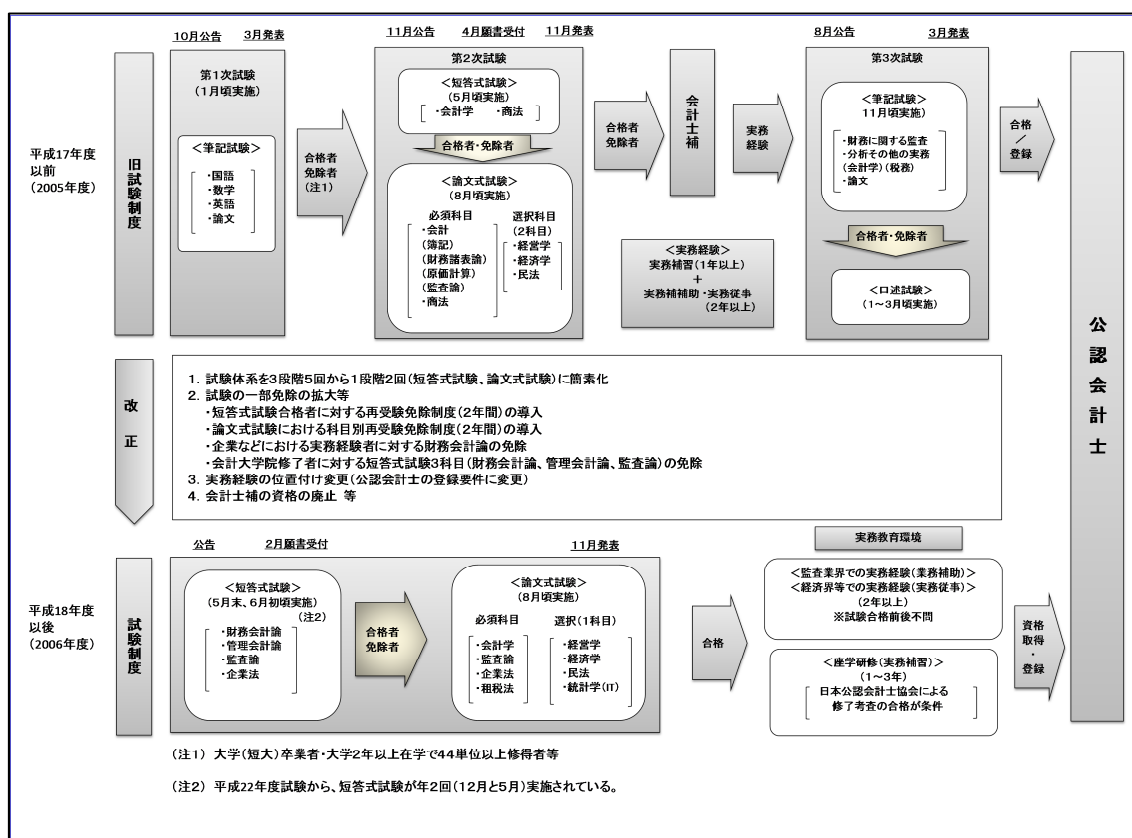 10月公告 3月発表
11月公告 4月願書受付 11月発表
8月公告 3月発表
平成17年度
以前
(2005年度)
旧試験制度
第1次試験
(1月頃実施)
<筆記試験>
・国語
・数学
・英語
・論文
合格者
免除者
(注1)
第2次試験
<短答式試験>
(5月頃実施)
・会計学 ・商法
合格者・免除者
<論文式試験>
(8月頃実施)
必須科目
・会計
(簿記)
(財務諸表論)
(原価計算)
(監査論)
・商法
選択科目
(2科目)
・経営学
・経済学
・民法
合格者
免除者
会計士補
実務
経験
<実務経験>
実務補習(1年以上)
+
実務補補助・実務従事
(2年以上)
第3次試験
<筆記試験>
11月頃実施)
・財務に関する監査
・分析その他の実務
(会計学)(税務)
・論文
合格者・免除者
<口述試験>
(1~3月頃実施)
合格
/
登録
公認会計士
改正
1. 試験体系を3段階5回から1段階2回(短答式試験、論文式試験)に簡素化
2. 試験の一部免除の拡大等
・短答式試験合格者に対する再受験免除制度(2年間)の導入
・論文式試験における科目別再受験免除制度(2年間)の導入
・企業などにおける実務経験者に対する財務会計論の免除
・会計大学院修了者に対する短答式試験3科目(財務会計論、管理会計論、監査論)の免除
3. 実務経験の位置付け変更(公認会計士の登録要件に変更)
4. 会計士補の資格の廃止 等
公告 2月願書受付 11月発表
平成18年度
以後
(2006年度)
試験制度
<短答式試験>
(5月末、6月初頃実施)
(注2)
・財務会計論
・管理会計論
-監査論
・企業法
合格者
免除者
<論文式試験>
(8月頃実施)
必須科目
・会計学
-監査論
・企業法
・租税法
選択(1科目)
・経営学
-経済学
・民法
・統計学(IT)
合格
実務教育環境
<監査業界での実務経験(業務補助)>
<経済界等での実務経験(実務従事)>
(2年以上)
※試験合格前後不問
<座学研修(実務補習)>
(1~3年)
日本公認会計士協会による
修了考査の合格が条件
資格
取得
・
登録
(注1) 大学(短大)卒業者・大学2年以上在学で44単位以上修得者等
(注2) 平成22年度試験から、短答式試験が年2回(12月と5月)実施されている。